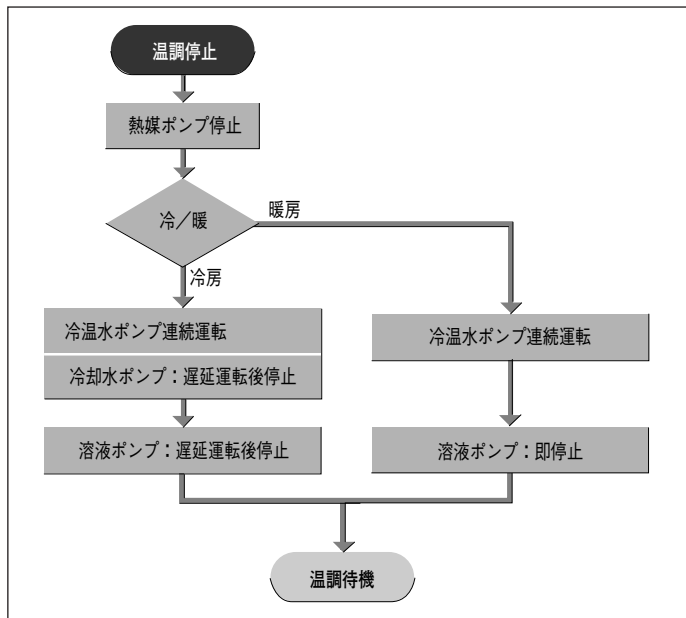 温調停止
熱媒ポンプ停止
冷／暖
暖房
冷房
冷温水ポンプ連続運転
冷却水ポンプ：遅延運転後停止
溶液ポンプ：遅延運転後停止
冷温水ポンプ連続運転
溶液ポンプ：即停止
温調待機